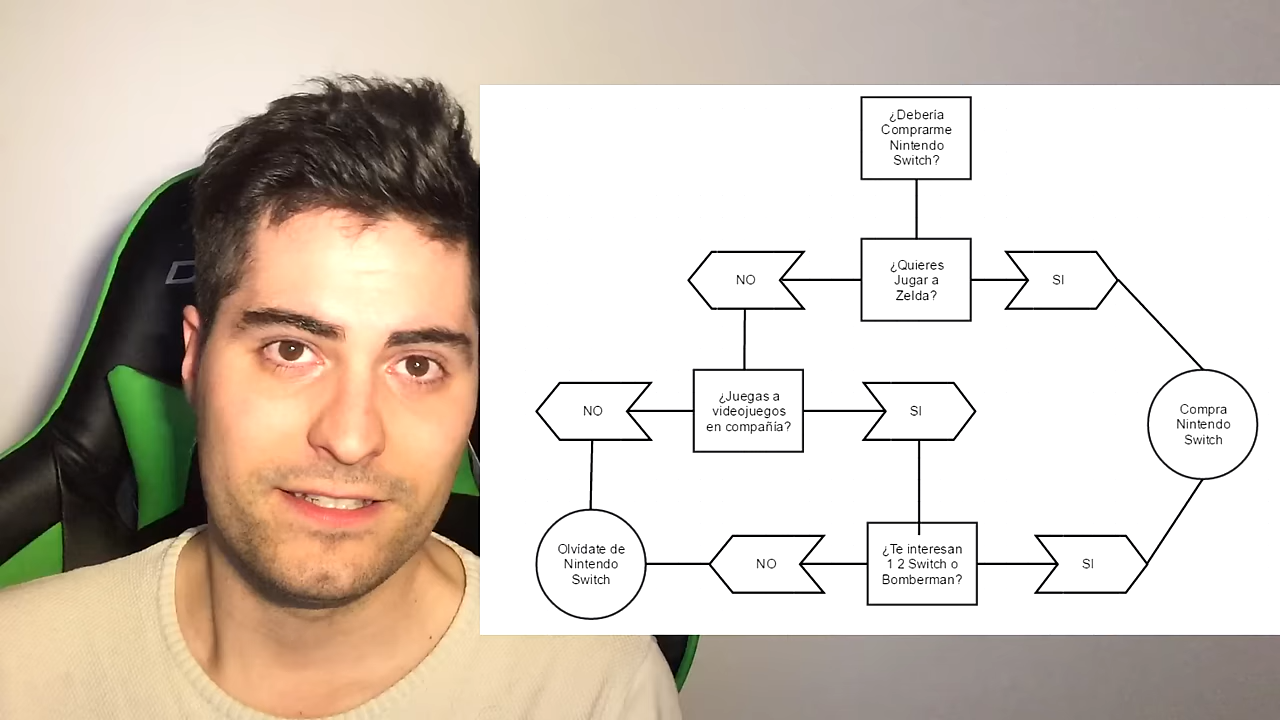 ¿Debería
Comprarme
Nintendo
Switch?
NO
¿Quieres
Jugar a
Zelda?
SI
NO
¿Juegas a
videojuegos
en compañía?
SI
Compra
Nintendo
Switch
Olvídate de
Nintendo
Switch
NO
¿Te interesan
1 2 Switch o
Bomberman?
SI